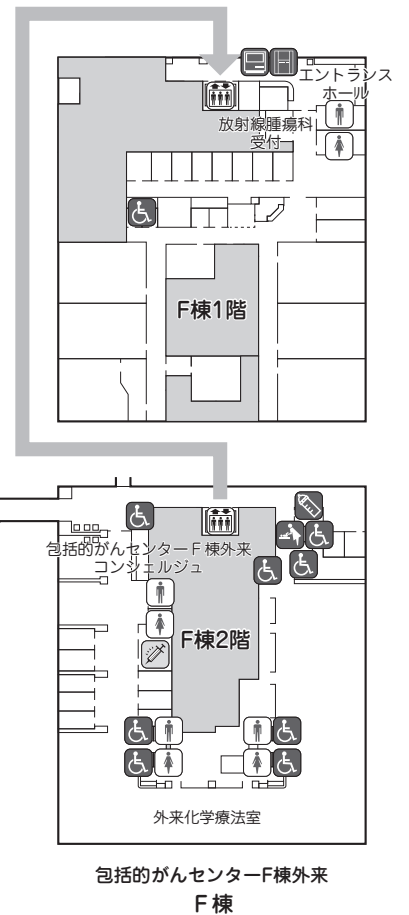 エントランス
ホール
放射線腫瘍科
受付
F棟1階
包括的がんセンターF棟外来
コンシェルジュ
F棟2階
外来化学療法室
包括的がんセンターF棟外来
F棟